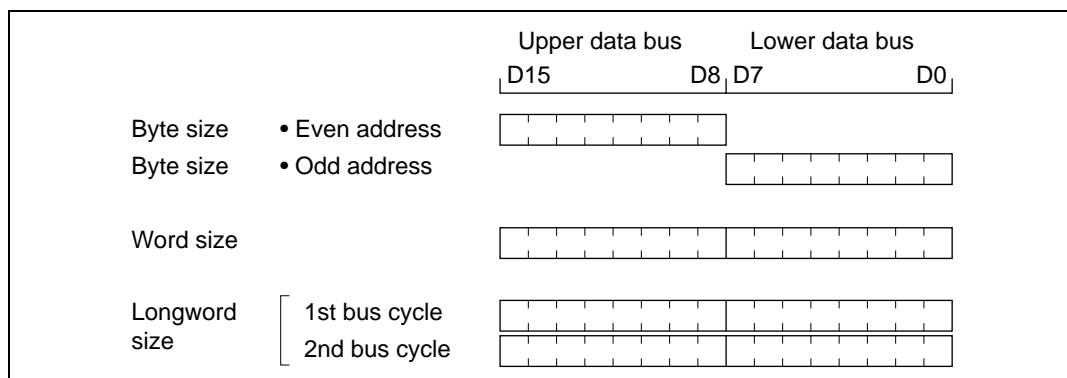 Upper data bus Lower data bus
D15 D8 D7 D0
Byte size • Even address
Byte size • Odd address
Word size
Longword size 1st bus cycle
2nd bus cycle